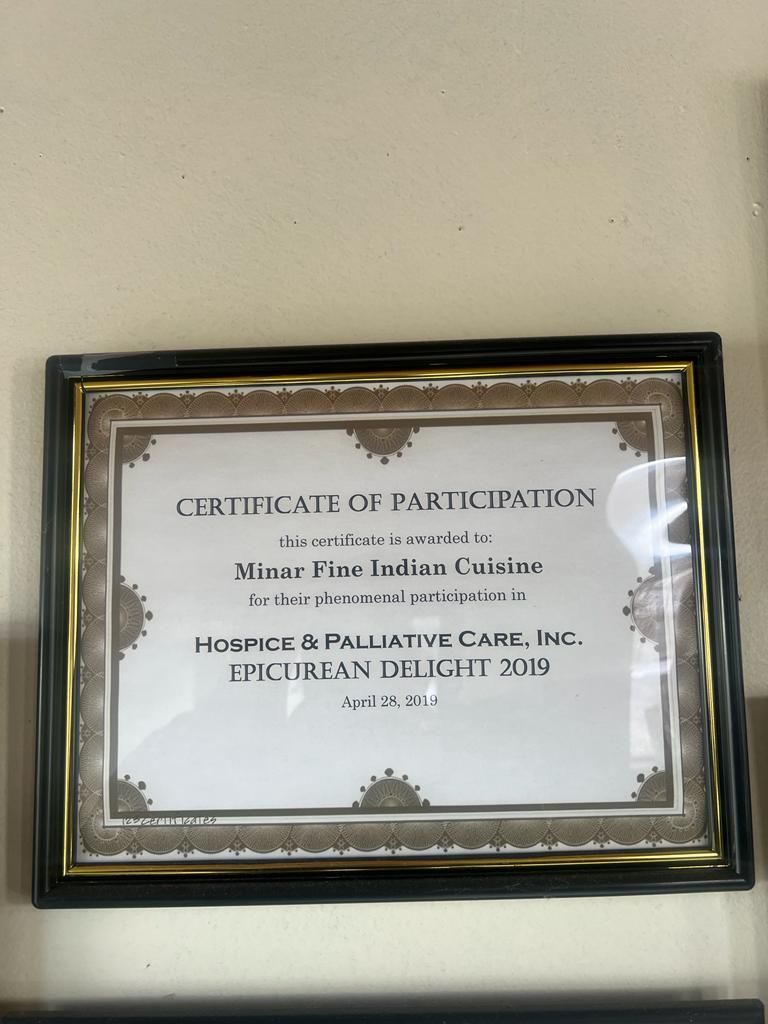 CERTIFICATE OF PARTICIPATION
this certificate is awarded to:
Minar Fine Indian Cuisine
for their phenomenal participation in
HOSPICE & PALLIATIVE CARE, INC.
EPICUREAN DELIGHT 2019
April 28, 2019